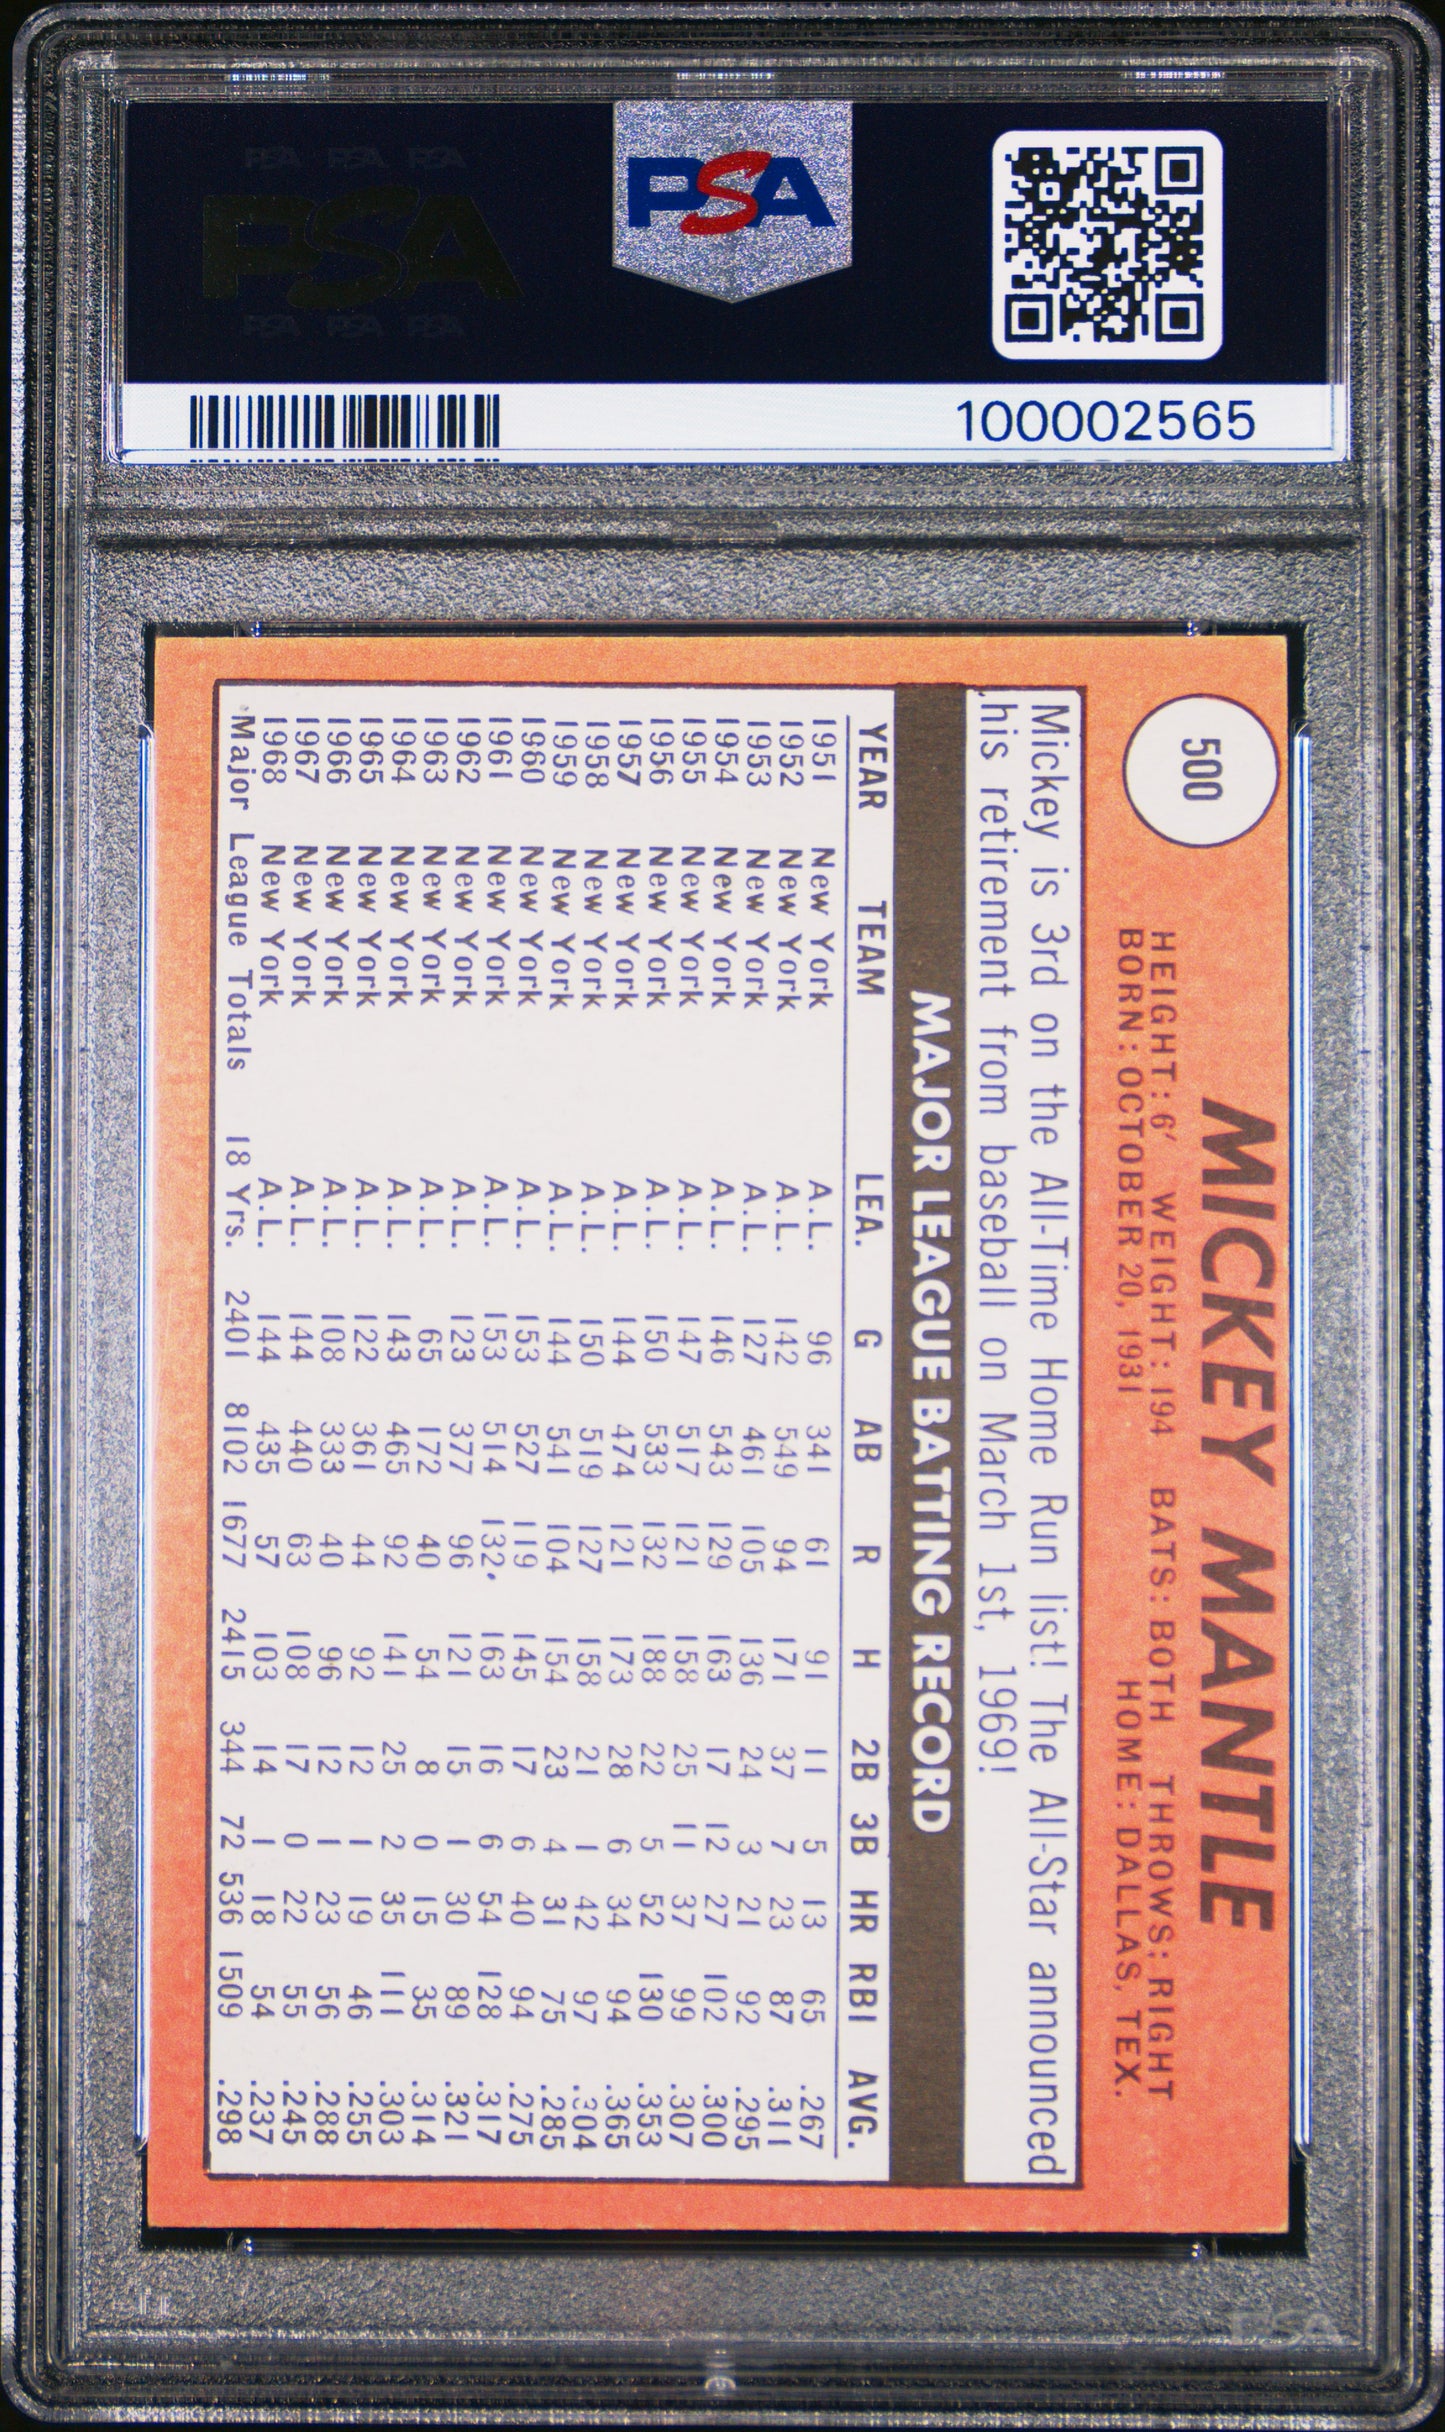 PSA PSA PSA
PSA
PSA PSA PSA
PSA
100002565
500
MICKEY MANTLE
HEIGHT: 6' WEIGHT: 194 BATS: BOTH THROWS: RIGHT
BORN: OCTOBER 20, 1931 HOME: DALLAS, TEX.
Mickey is 3rd on the All-Time Home Run list! The All-Star announced
his retirement from baseball on March 1st, 1969!
MAJOR LEAGUE BATTING RECORD
YEAR TEAM LEA. G AB R H 2B 3B HR RBI AVG.
1951 New York A.L. 96 341 61 91 11 5 13 65 .267
1952 New York A.L. 142 549 94 171 37 7 23 87 .311
1953 New York A.L. 127 461 105 136 24 3 21 92 .295
1954 New York A.L. 146 543 129 163 17 12 27 102 .300
1955 New York A.L. 147 517 121 158 25 11 37 99 .307
1956 New York A.L. 150 533 132 188 22 5 52 130 .353
1957 New York A.L. 144 474 121 173 28 6 34 94 .365
1958 New York A.L. 150 519 127 158 21 1 42 97 .304
1959 New York A.L. 144 541 104 154 23 4 31 75 .285
1960 New York A.L. 153 527 119 145 17 6 40 94 .275
1961 New York A.L. 153 514 132 163 16 6 54 128 .317
1962 New York A.L. 123 377 96 121 15 1 30 89 .321
1963 New York A.L. 65 172 40 54 8 0 15 35 .314
1964 New York A.L. 143 465 92 141 25 2 35 111 .303
1965 New York A.L. 122 361 44 92 12 1 19 46 .255
1966 New York A.L. 108 333 40 96 12 1 23 56 .288
1967 New York A.L. 144 440 63 108 17 0 22 55 .245
1968 New York A.L. 144 435 57 103 14 1 18 54 .237
Major League Totals 18 Yrs. 2401 8102 1677 2415 344 72 536 1509 .298
PSA